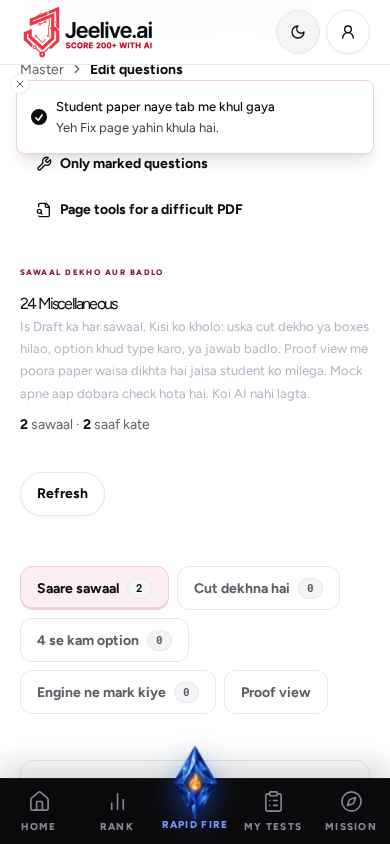 Jeelive.ai
SCORE 200+ WITH AI
Master > Edit questions
Student paper naye tab me khul gaya
Yeh Fix page yahin khula hai.
Only marked questions
Page tools for a difficult PDF
SAWAAL DEKHO AUR BADLO
24 Miscellaneous
Is Draft ka har sawaal. Kisi ko kholo: uska cut dekho ya boxes
hilao, option khud type karo, ya jawab badlo. Proof view me
poora paper waisa dikhta hai jaisa student ko milega. Mock
apne aap dobara check hota hai. Koi AI nahi lagta.
2 sawaal · 2 saaf kate
Refresh
Saare sawaal 2 Cut dekhna hai 0
4 se kam option 0
Engine ne mark kiye 0 Proof view
HOME RANK RAPID FIRE MY TESTS MISSION